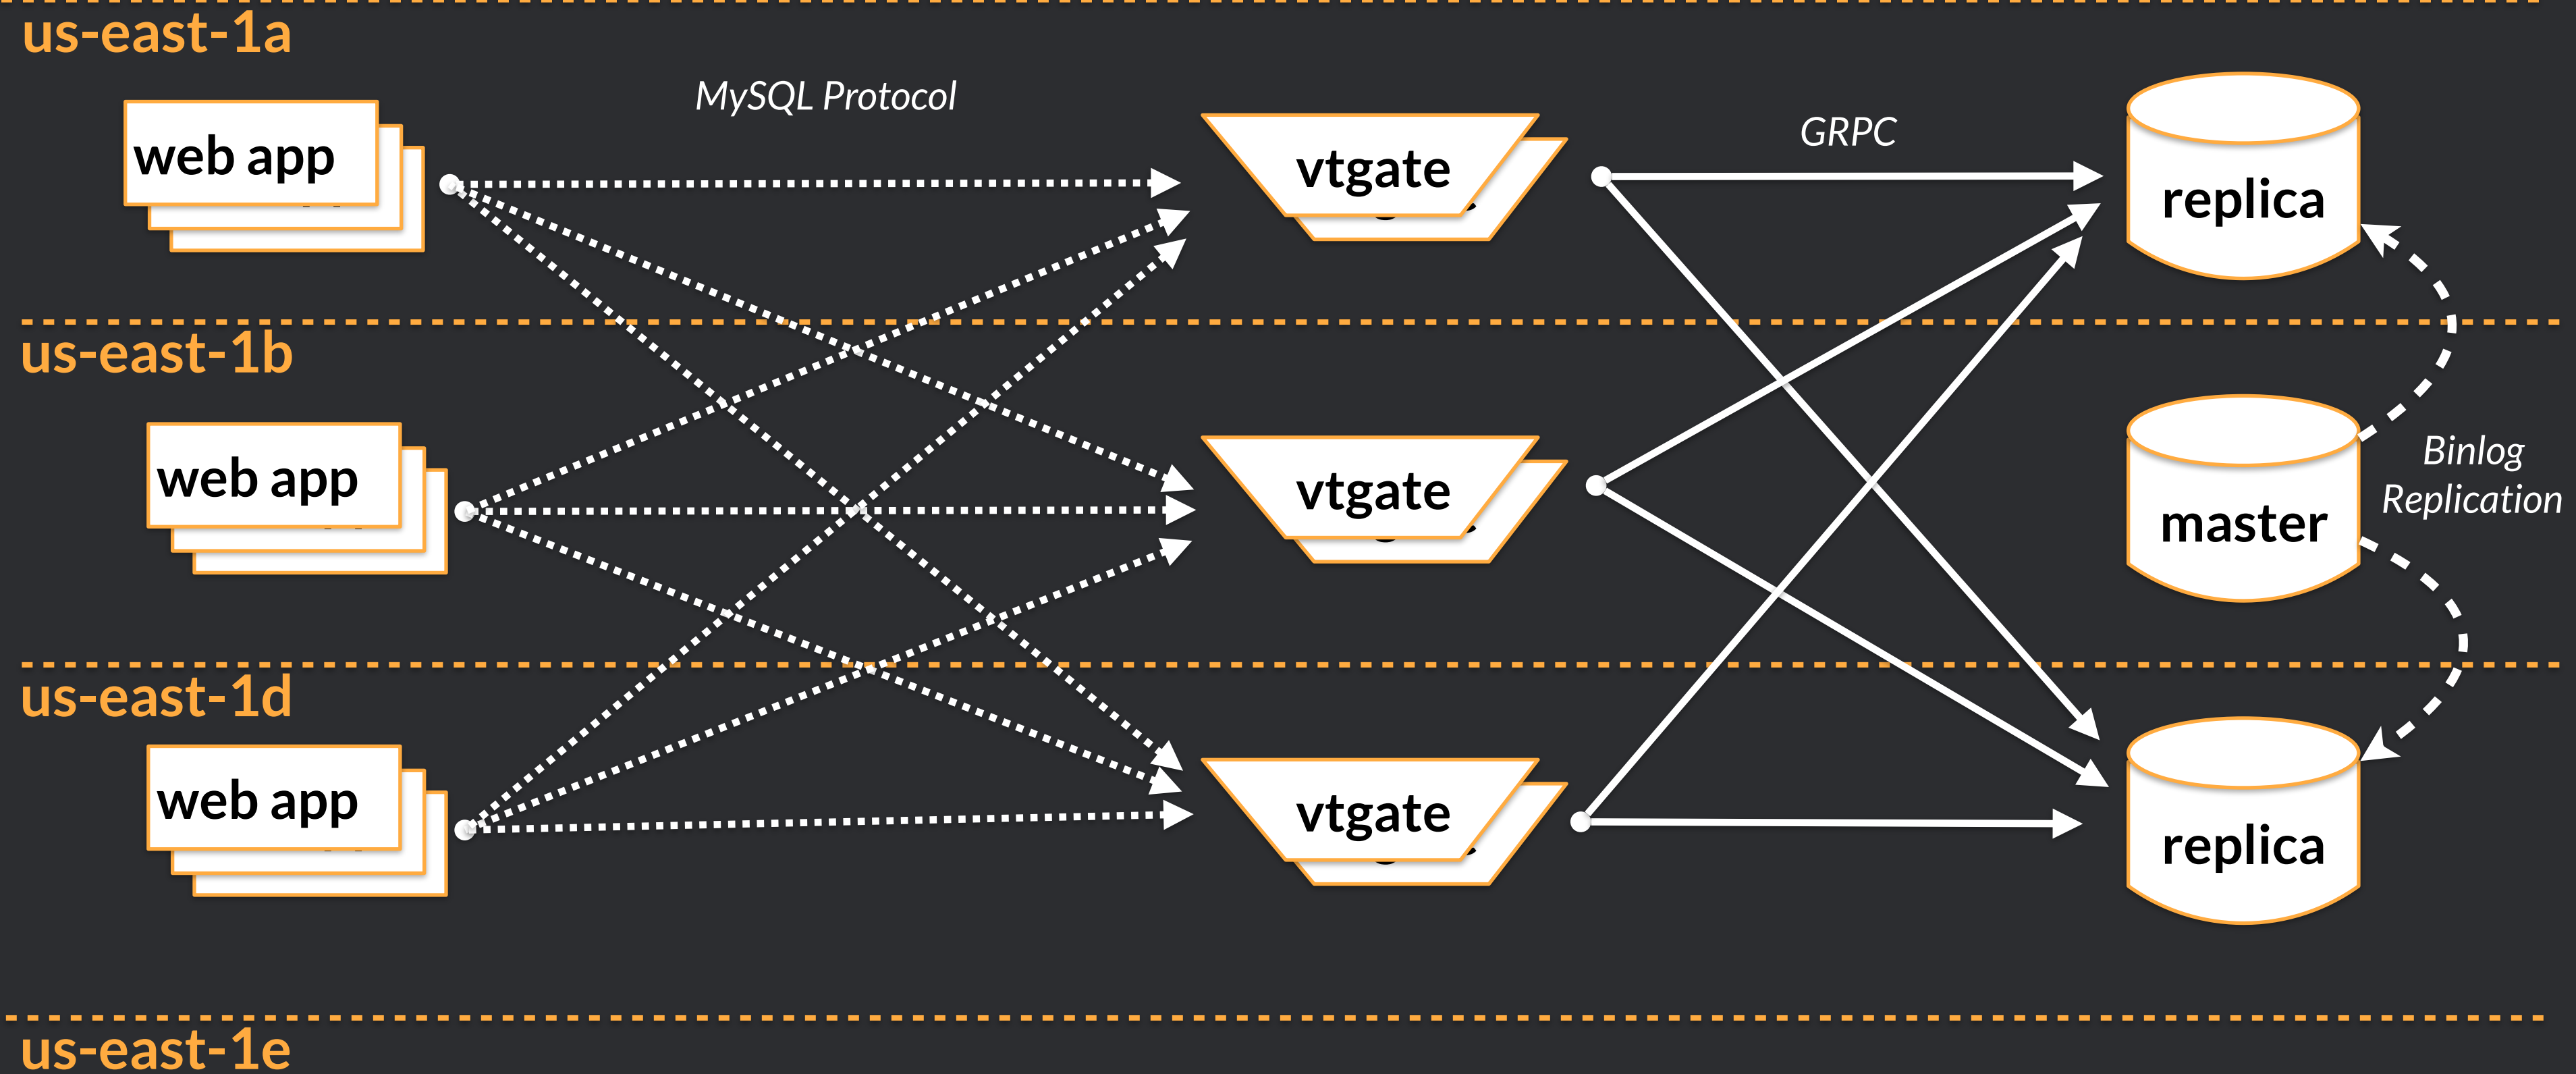 us-east-1a
MySQL Protocol
GRPC
web app
vtgate
replica
us-east-1b
web app
vtgate
master
Binlog
Replication
us-east-1d
web app
vtgate
replica
us-east-1e